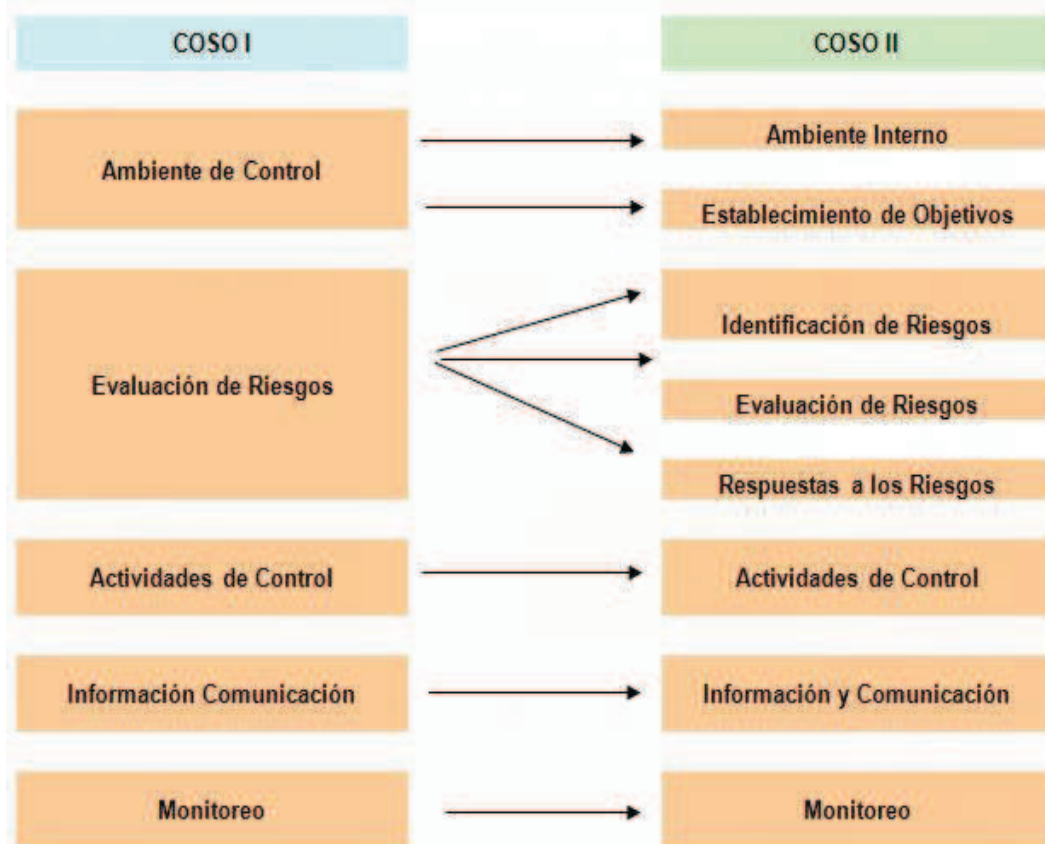 COSO I
COSO II
Ambiente de Control
Ambiente Interno
Establecimiento de Objetivos
Evaluación de Riesgos
Identificación de Riesgos
Evaluación de Riesgos
Respuestas a los Riesgos
Actividades de Control
Actividades de Control
Información Comunicación
Información y Comunicación
Monitoreo
Monitoreo